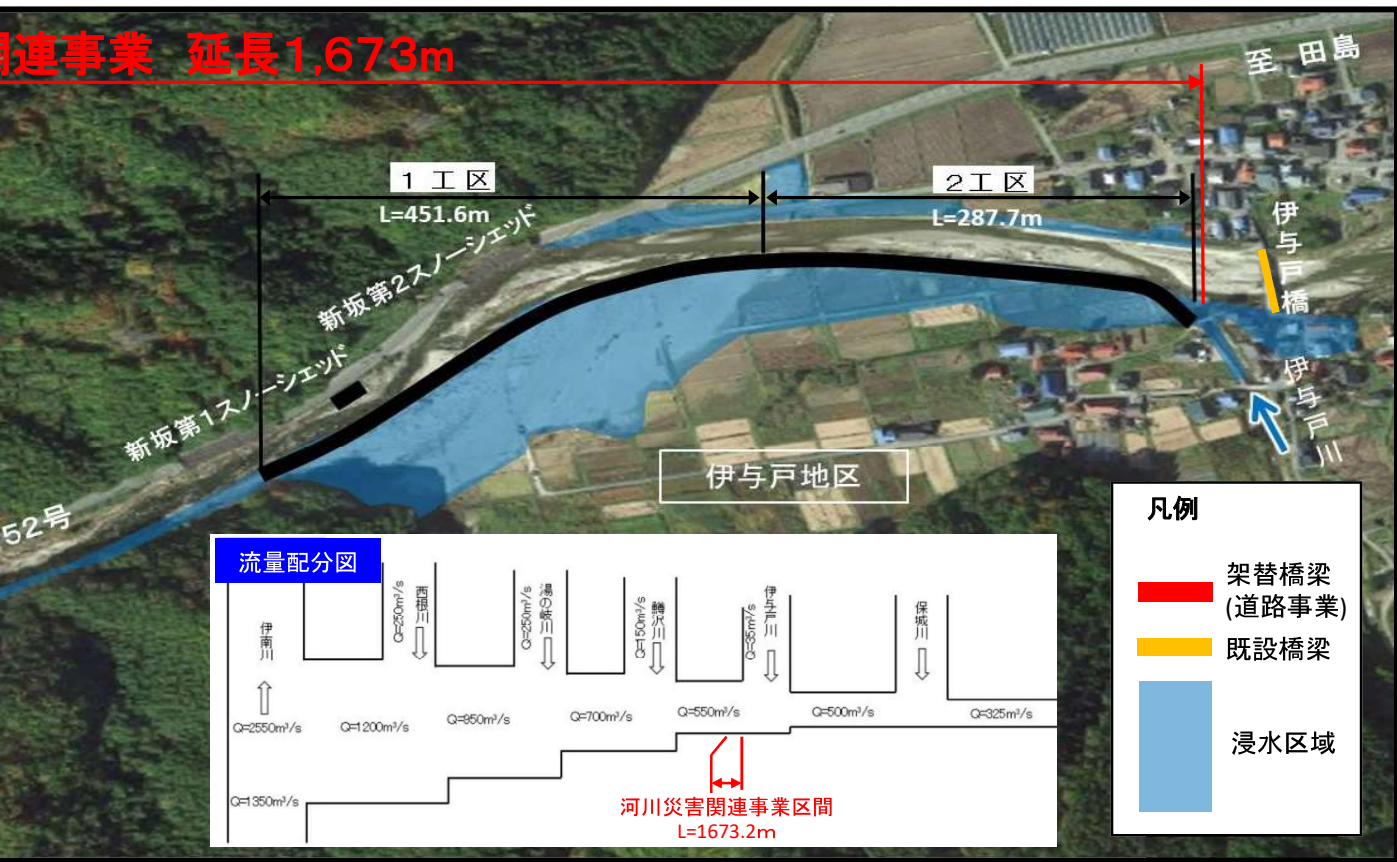 関連事業 延長1,673m
至 田島
1 工 区
L=451.6m
2工 区
L=287.7m
新坂第2スノーシェッド
新坂第1スノーシェッド
52号
伊与戸橋
伊与戸川
伊与戸地区
流量配分図
伊南川
Q=2550m³/s
Q=1350m³/s
Q=1200m³/s
西根川
Q=250m³/s
Q=950m³/s
湯の岐川
Q=250m³/s
Q=700m³/s
鱒沢川
Q=150m³/s
Q=550m³/s
伊与戸川
Q=35m³/s
Q=500m³/s
保城川
Q=325m³/s
河川災害関連事業区間
L=1673.2m
凡例
架替橋梁
(道路事業)
既設橋梁
浸水区域